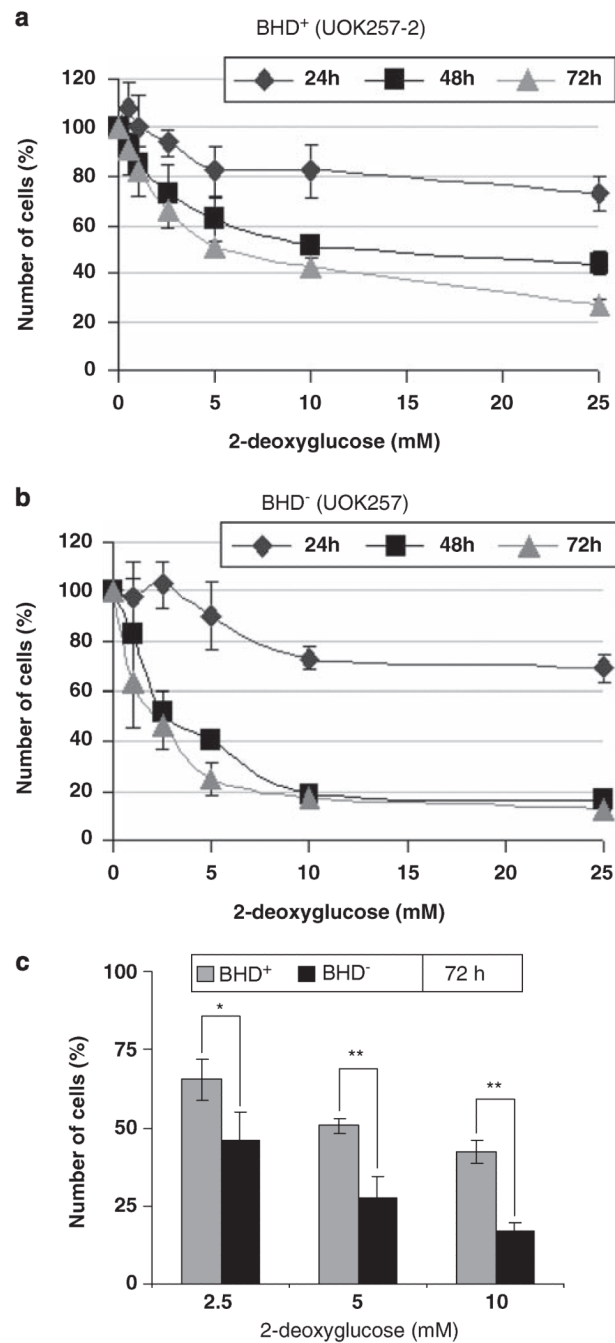 a
BHD+ (UOK257-2)
24h 48h 72h
120
100
80
60
40
20
0
Number of cells (%)
0 5 10 15 20 25
2-deoxyglucose (mM)
b
BHD- (UOK257)
24h 48h 72h
120
100
80
60
40
20
0
Number of cells (%)
0 5 10 15 20 25
2-deoxyglucose (mM)
c
BHD+ BHD- 72 h
100
75
50
25
0
Number of cells (%)
* ** **
2.5 5 10
2-deoxyglucose (mM)